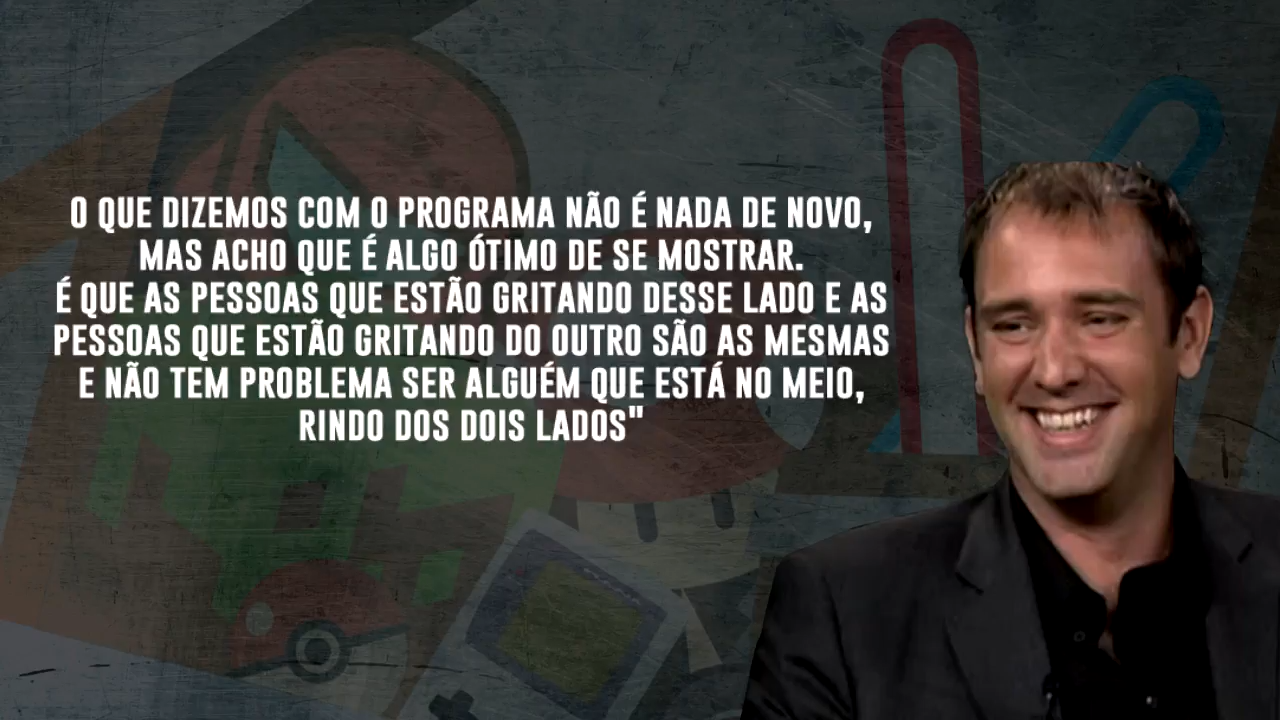 O QUE DIZEMOS COM O PROGRAMA NÃO É NADA DE NOVO,
MAS ACHO QUE É ALGO ÓTIMO DE SE MOSTRAR.
É QUE AS PESSOAS QUE ESTÃO GRITANDO DESSE LADO E AS
PESSOAS QUE ESTÃO GRITANDO DO OUTRO SÃO AS MESMAS
E NÃO TEM PROBLEMA SER ALGUÉM QUE ESTÁ NO MEIO,
RINDO DOS DOIS LADOS"